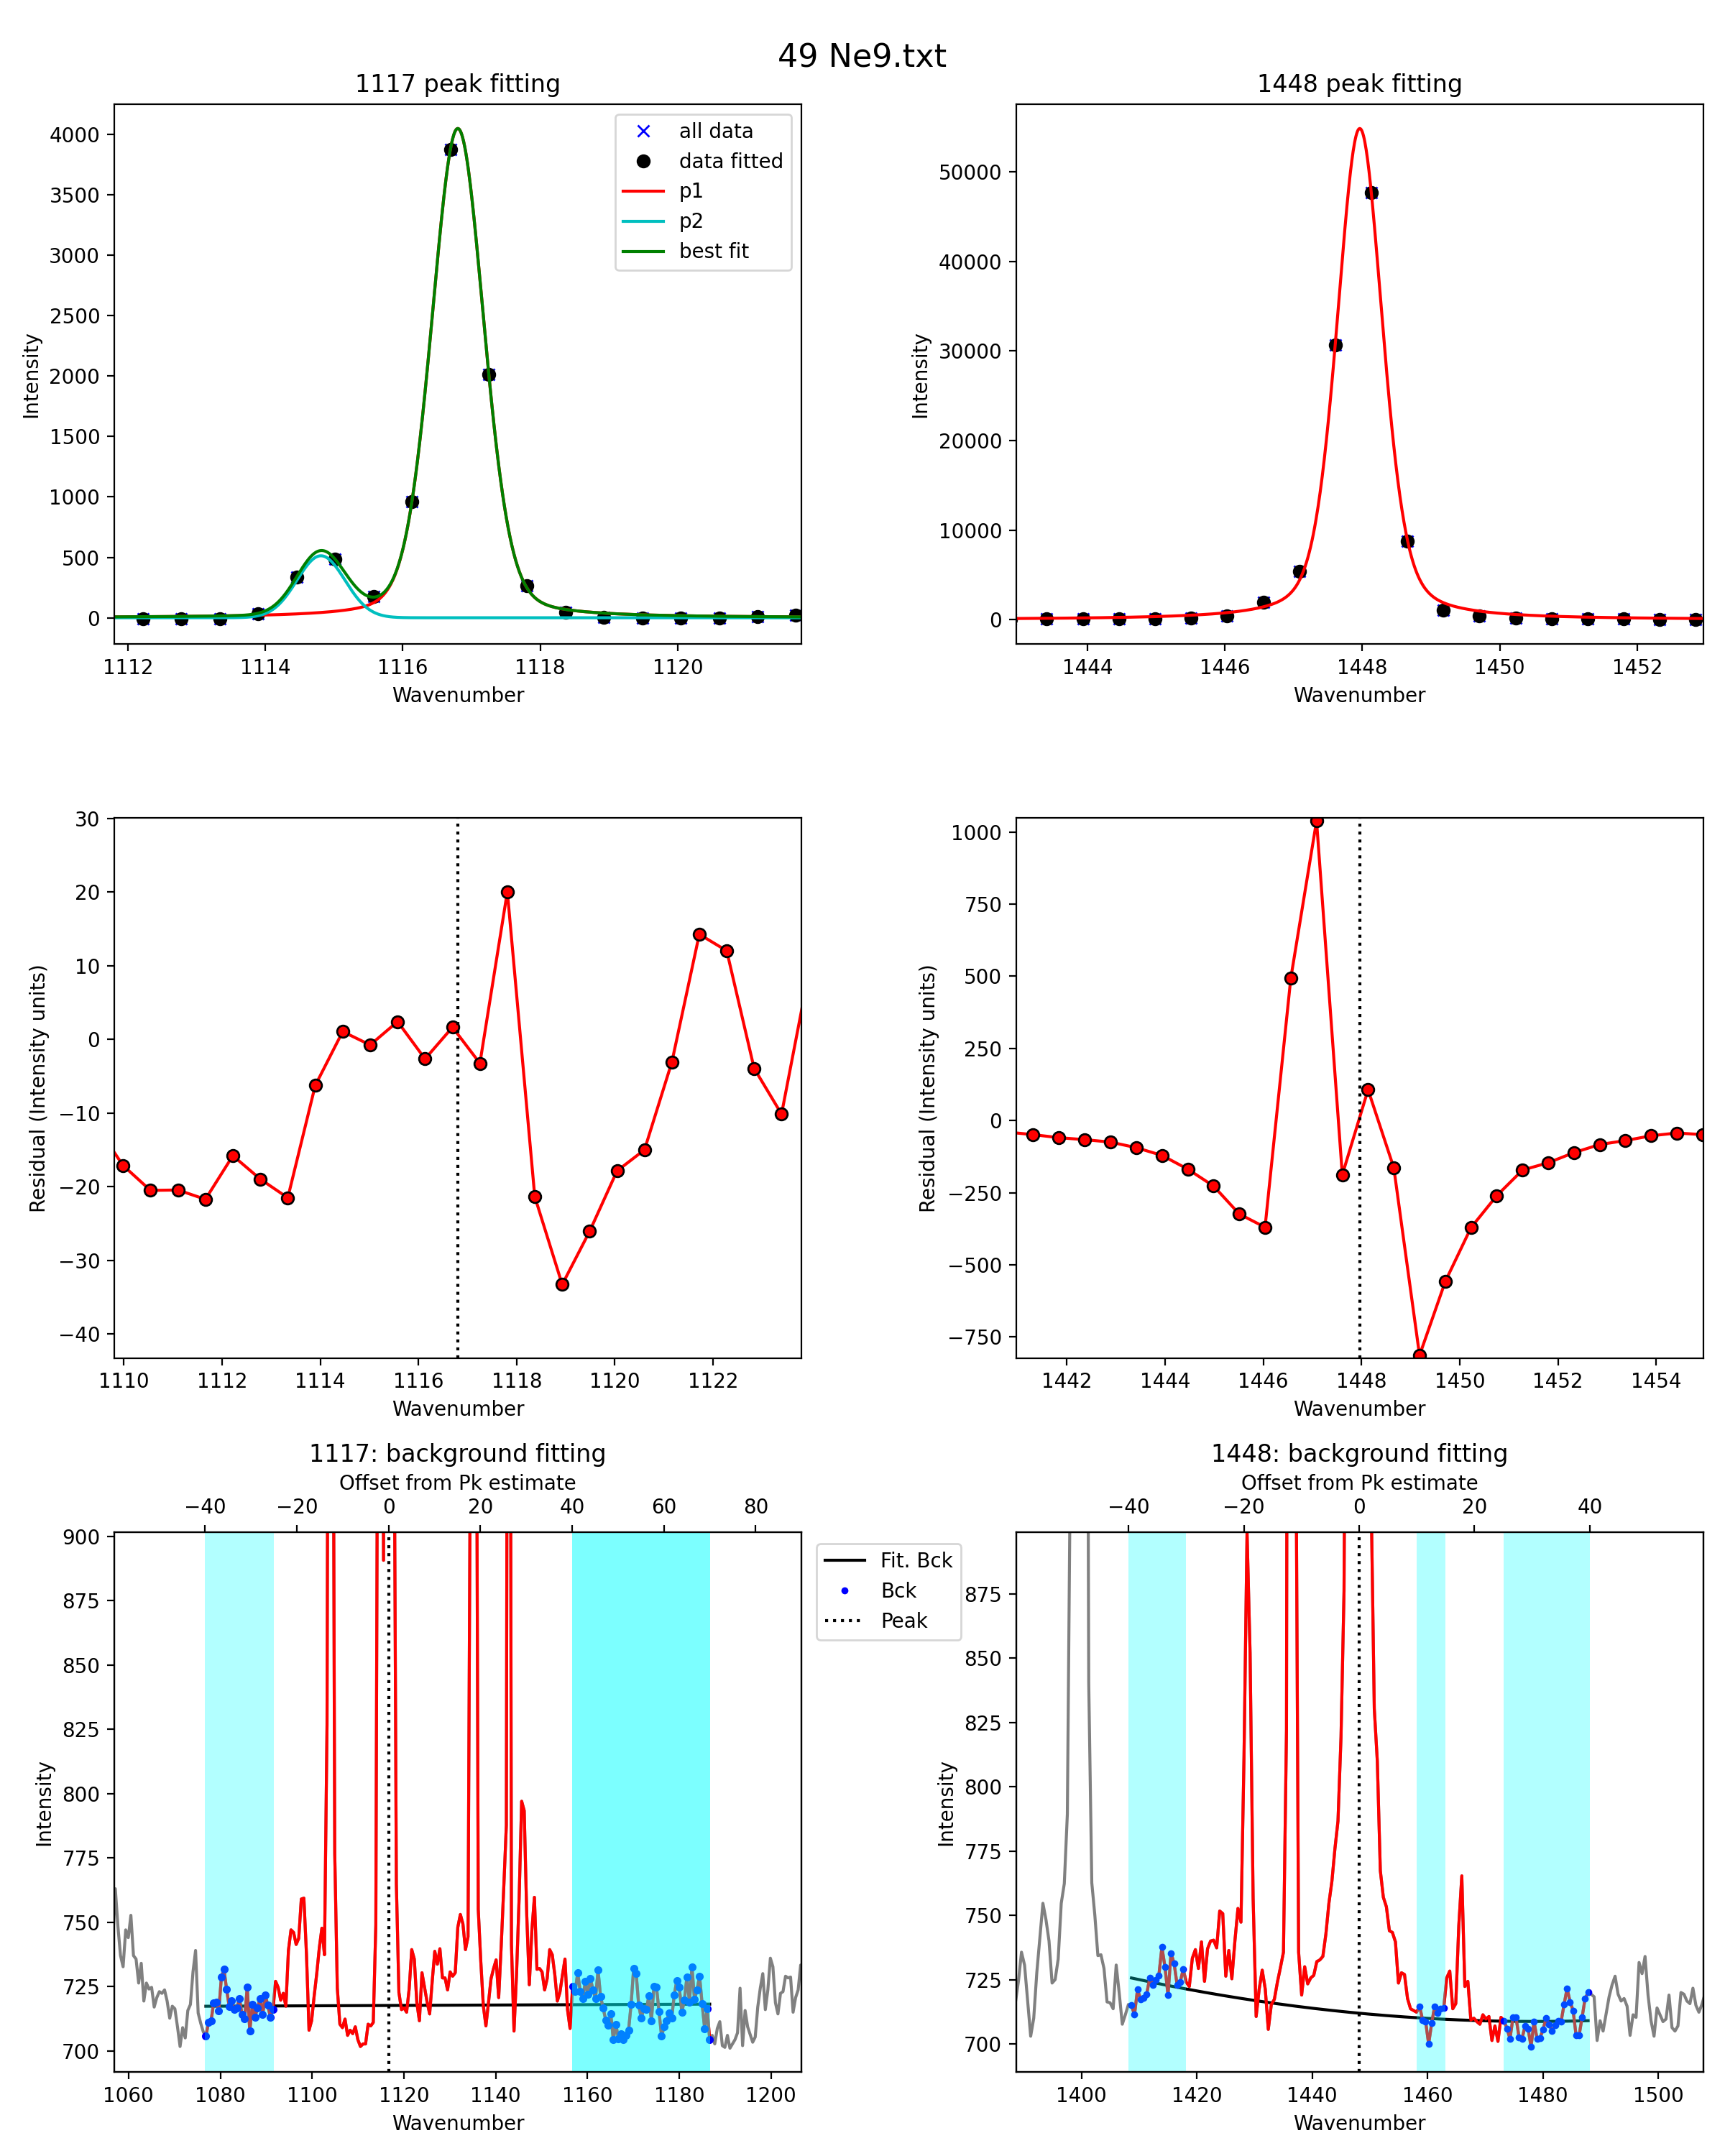 49 Ne9.txt
1117 peak fitting
4000
3500
3000
2500
2000
1500
1000
500
0
Intensity
all data
data fitted
p1
p2
best fit
1112 1114 1116 1118 1120
Wavenumber
1448 peak fitting
50000
40000
30000
20000
10000
0
Intensity
1444 1446 1448 1450 1452
Wavenumber
30
20
10
0
−10
−20
−30
−40
Residual (Intensity units)
1110 1112 1114 1116 1118 1120 1122
Wavenumber
1000
750
500
250
0
−250
−500
−750
Residual (Intensity units)
1442 1444 1446 1448 1450 1452 1454
Wavenumber
1117: background fitting
Offset from Pk estimate
−40 −20 0 20 40 60 80
900
875
850
825
800
775
750
725
700
Intensity
Fit. Bck
Bck
Peak
1060 1080 1100 1120 1140 1160 1180 1200
Wavenumber
1448: background fitting
Offset from Pk estimate
−40 −20 0 20 40
875
850
825
800
775
750
725
700
Intensity
1400 1420 1440 1460 1480 1500
Wavenumber